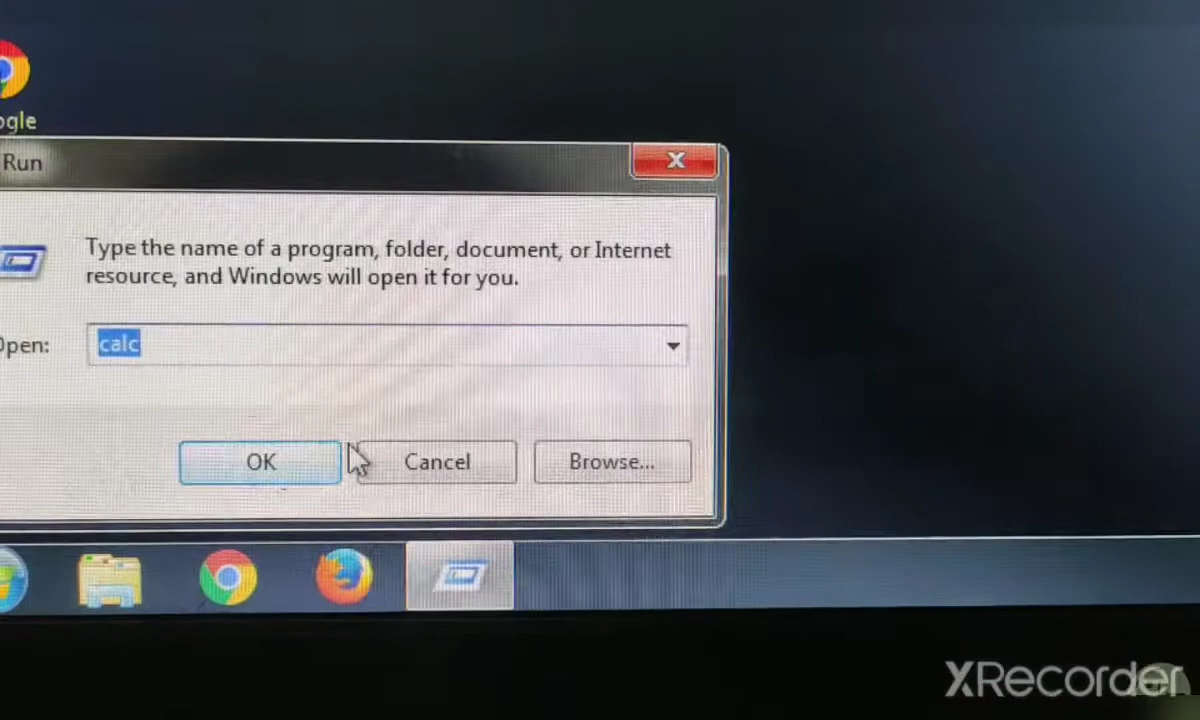 ogle
Run
Type the name of a program, folder, document, or Internet
resource, and Windows will open it for you.
Open:
calc
OK
Cancel
Browse...
XRecorder